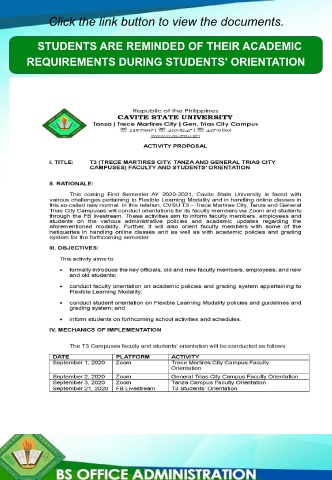 Click the link button to view the documents.
STUDENTS ARE REMINDED OF THEIR ACADEMIC
REQUIREMENTS DURING STUDENTS' ORIENTATION
Republic of the Philippines
CAVITE STATE UNIVERSITY
Tanza | Trece Martires City | Gen. Trias City Campus
www.cvsu.edu.ph
ACTIVITY PROPOSAL
I. TITLE: T3 (TRECE MARTIRES CITY, TANZA AND GENERAL TRIAS CITY
CAMPUSES) FACULTY AND STUDENTS' ORIENTATION
II. RATIONALE:
This coming First Semester AY 2020-2021, Cavite State University is faced with
various challenges pertaining to Flexible Learning Modality and in handling online classes in
this so-called new normal. In this relation, CVSU T3 – Trece Martires City, Tanza and General
Trias City Campuses will conduct orientations for its faculty members via Zoom and students
through the FB livestream. These activities aim to inform faculty members, employees and
students on the various administrative policies and academic updates regarding the
aforementioned modality. Further, it will also orient faculty members with some of the
netiquettes in handling online classes and as well as with academic policies and grading
system for the forthcoming semester.
III. OBJECTIVES:
This activity aims to:
• formally introduce the key officials, old and new faculty members, employees, and new
and old students;
• conduct faculty orientation on academic policies and grading system appertaining to
Flexible Learning Modality;
• conduct student orientation on Flexible Learning Modality policies and guidelines and
grading system; and
• inform students on forthcoming school activities and schedules.
IV. MECHANICS OF IMPLEMENTATION
The T3 Campuses faculty and students' orientation will be conducted as follows:
DATE PLATFORM ACTIVITY
September 1, 2020 Zoom Trece Martires City Campus Faculty
Orientation
September 2, 2020 Zoom General Trias City Campus Faculty Orientation
September 3, 2020 Zoom Tanza Campus Faculty Orientation
September 21, 2020 FB Livestream T3 Students' Orientation
BS OFFICE ADMINISTRATION